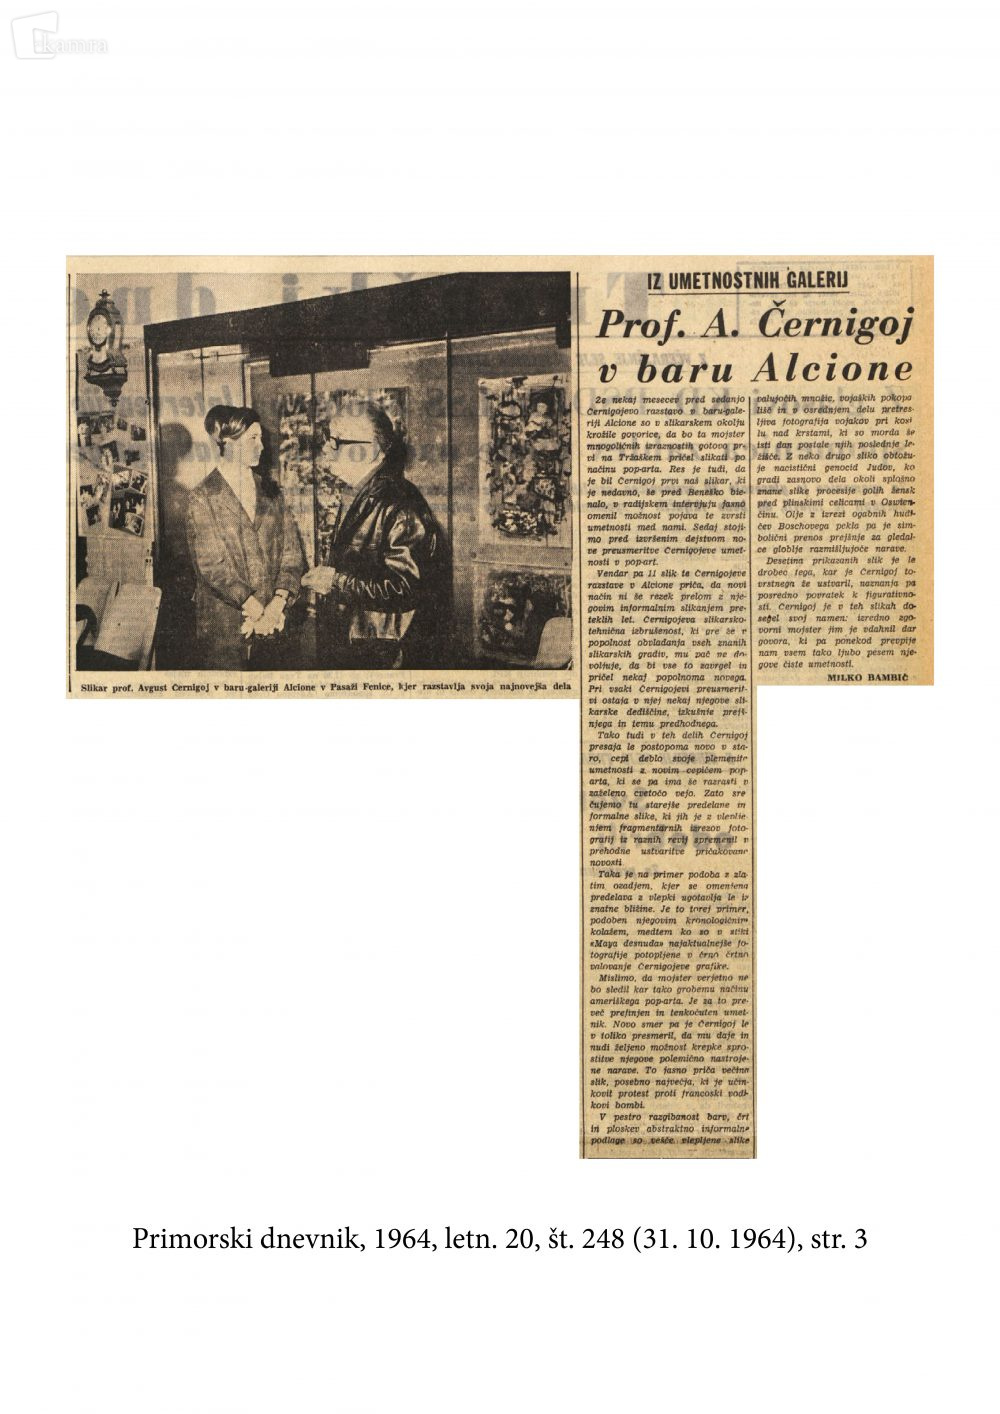 kamra
IZ UMETNOSTNIH GALERIJ
Prof. A. Černigoj
v baru Alcione
Že nekaj mesecev pred sedanjo
Černigojevo razstavo v baru-gale-
riji Alcione so v slikarskem okolju
krožile govorice, da bo ta mojster
mnogoličnih izraznosti gotovo pr-
vi na Tržaškem pričel slikati po
načinu pop-arta. Res je tudi, da
je bil Černigoj prvi naš slikar, ki
je nedavno, še pred Beneško bie-
nalo, v radijskem intervjuju jasno
omenil možnost pojava te zvrsti
umetnosti med nami. Sedaj stoji-
mo pred izvršenim dejstvom no-
ve preusmeritve Černigojeve umet-
nosti v pop-art.
Vendar pa 11 slik te Černigojeve
razstave v Alcione priča, da novi
način ni še rezek prelom z nje-
govim informalnim slikanjem pre-
teklih let. Černigojeva slikarsko-
tehnična izbrušenost, ki gre že v
popolnost obvladanja vseh znanih
slikarskih gradiv, mu pač ne do-
voljuje, da bi vse to zavrgel in
pričel nekaj popolnoma novega.
Pri vsaki Černigojevi preusmerit-
vi ostaja v njej nekaj njegove sli-
karske dediščine, izkušnje prejš-
njega in temu predhodnega.
Tako tudi v teh delih Černigoj
presaja le postopoma novo v sta-
ro, cepi deblo svoje plemenite
umetnosti z novim cepičem pop-
arta, ki se pa ima še razrasti v
zaželeno cvetočo vejo. Zato sre
čujemo tu starejše predelane in
formalne slike, ki jih je z vleplje-
njem fragmentarnih izrezov foto-
grafij iz raznih revij spremenil v
prehodne ustvaritve pričakovane
novosti
Taka je na primer podoba z zla
tim ozadjem, kjer se omenjena
predelava z vlepki ugotavlja le iz
znatne bližine. Je to torej primer,
podoben njegovim kronologičnim
kolažem, medtem ko so v sliki
«Maya desnuda» najaktualnejše fo-
tografije potopljene v črno črtno
valovanje Černigojeve grafike.
Mislimo, da mojster verjetno ne
bo sledil kar tako grobemu načinu
ameriškega pop-arta. Je za to pre-
več prefinjen in tenkočuten umet-
nik. Novo smer pa je Černigoj le
v toliko presmeril, da mu daje in
nudi željeno možnost krepke spro-
stitve njegove polemično nastroje-
ne narave. To jasno priča večina
slik, posebno največja, ki je učin-
kovit protest proti francoski vodi-
kovi bombi.
V pestro razgibanost barv, črt
in ploskev abstraktno informalne
podlage so vešče vlepljene slike
valujočih množic, vojaških pokopa
lišč in v osrednjem delu pretres-
ljiva fotografija vojakov pri kosi
lu nad krstami, ki so morda še
isti dan postale njih poslednje le-
žišče. Z neko drugo sliko obtožu-
je nacistični genocid Judov, ko
gradi zasnovo dela okoli splošno
znane slike procesije golih žensk
pred plinskimi celicami v Oswien-
činu. Olje z izrezi ogabnih hudi-
čev Boschovega pekla pa je sim-
bolični prenos prejšnje za gledal-
ce globlje razmišljujoče narave.
Desetina prikazanih slik je le
drobec tega, kar je Černigoj to-
vrstnega že ustvaril, naznanja pa
posredno povratek k figurativno-
sti. Černigoj je v teh slikah do-
segel svoj namen: izredno zgo-
vorni mojster jim je vdahnil dar
govora, ki pa ponekod prevpije
nam vsem tako ljubo pesem nje-
gove čiste umetnosti.
MILKO BAMBIČ
Slikar prof. Avgust Černigoj v baru-galeriji Alcione v Pasaži Fenice, kjer razstavlja svoja najnovejša dela
Primorski dnevnik, 1964, letn. 20, št. 248 (31. 10. 1964), str. 3